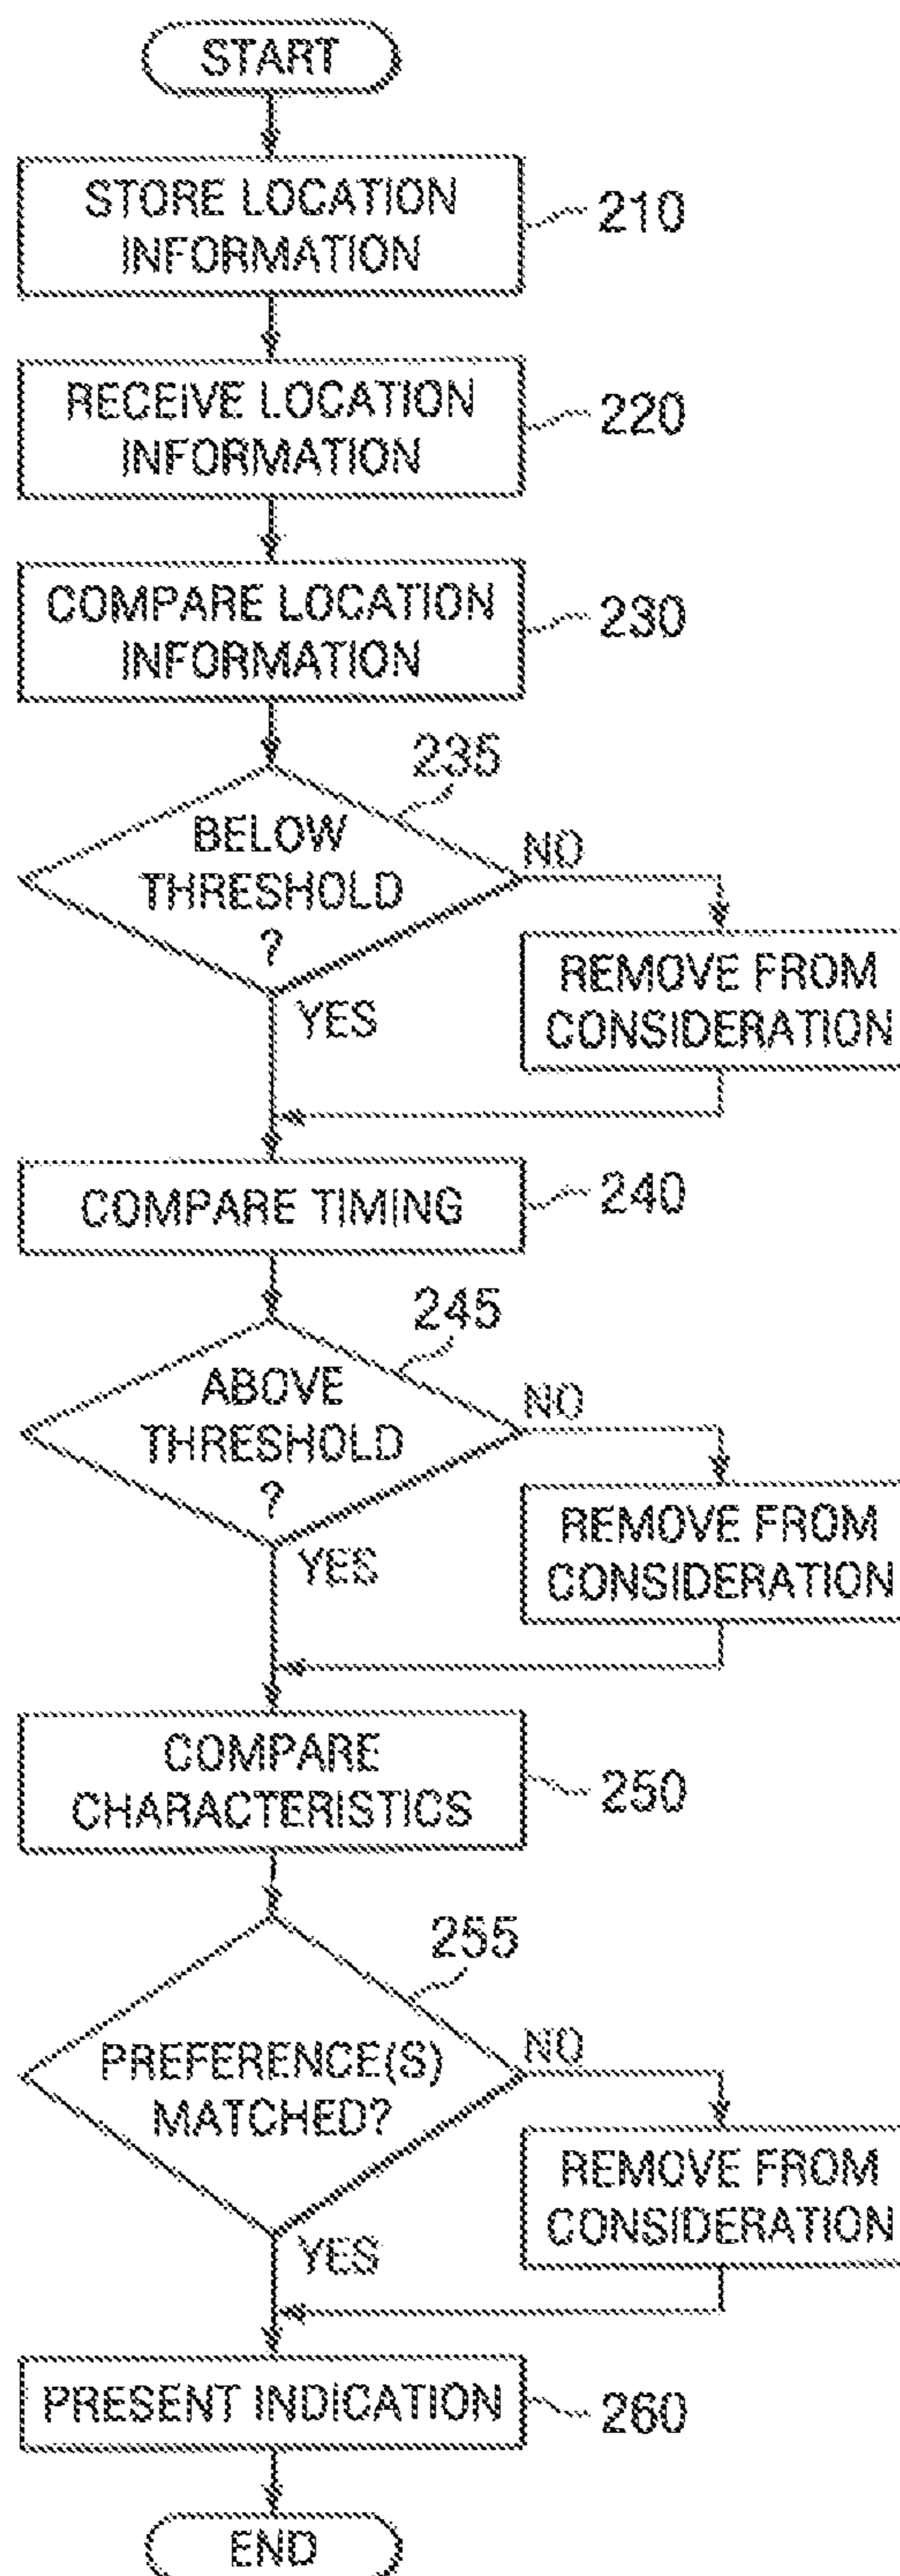 START
STORE LOCATION
INFORMATION
210
RECEIVE LOCATION
INFORMATION
220
COMPARE LOCATION
INFORMATION
230
235
BELOW
THRESHOLD
?
NO
REMOVE FROM
CONSIDERATION
YES
COMPARE TIMING
240
245
ABOVE
THRESHOLD
?
NO
REMOVE FROM
CONSIDERATION
YES
COMPARE
CHARACTERISTICS
250
255
PREFERENCE(S)
MATCHED?
NO
REMOVE FROM
CONSIDERATION
YES
PRESENT INDICATION
260
END